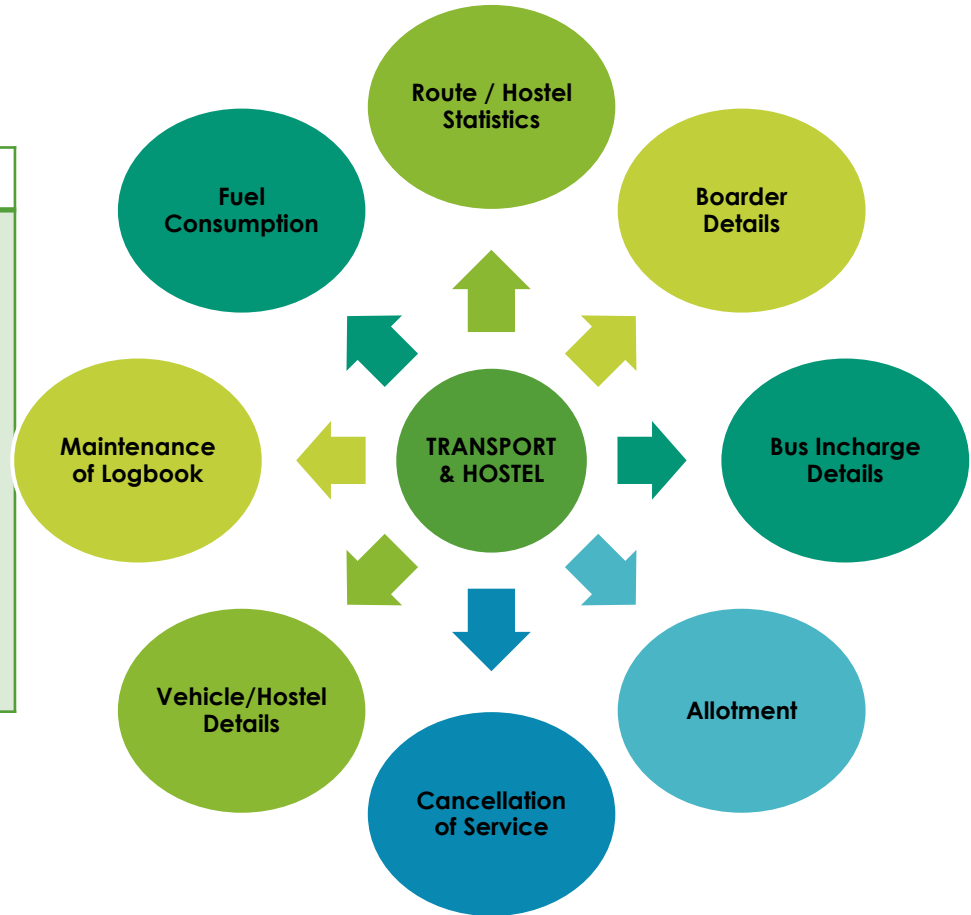 Route / Hostel
Statistics
Boarder
Details
Bus Incharge
Details
Allotment
Cancellation
of Service
Vehicle/Hostel
Details
Maintenance
of Logbook
Fuel
Consumption
TRANSPORT
& HOSTEL